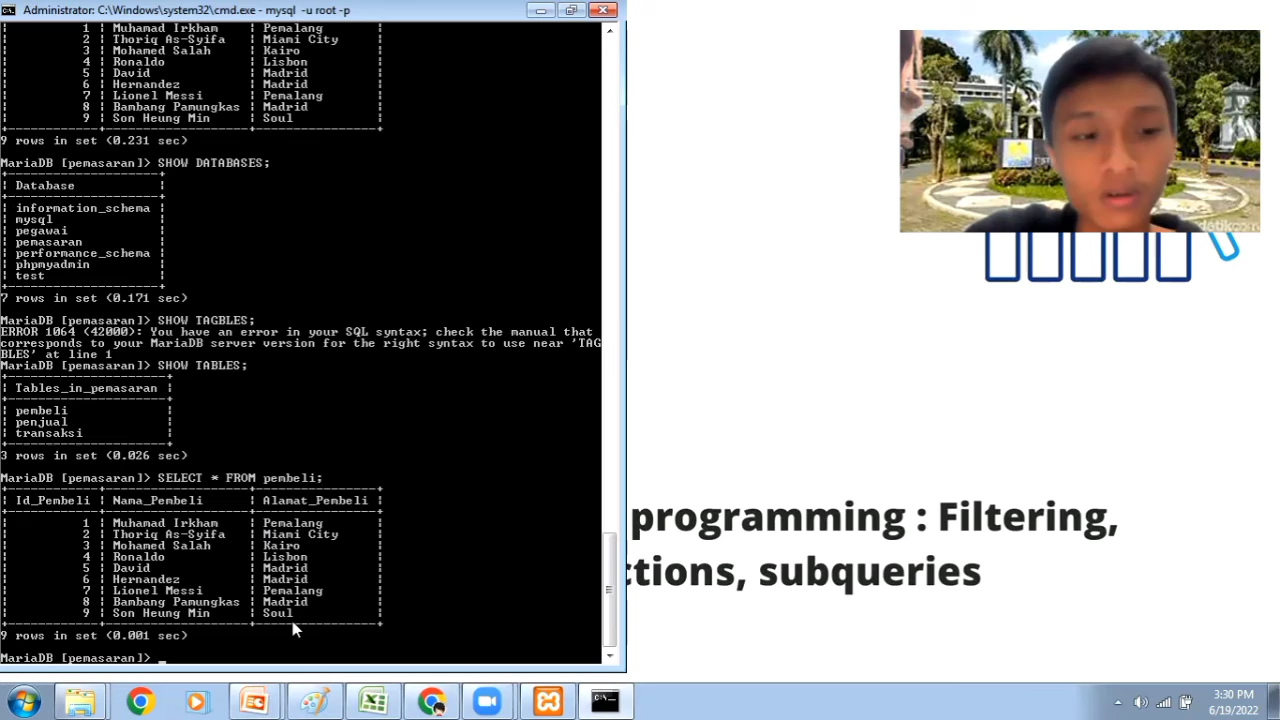 Administrator: C:\Windows\system32\cmd.exe - mysql -u root -p
1 | Muhamad Irkham | Pemalang |
2 | Thoriq As-Syifa | Miami City |
3 | Mohamed Salah | Kairo |
4 | Ronaldo | Lisbon |
5 | David | Madrid |
6 | Hernandez | Madrid |
7 | Lionel Messi | Pemalang |
8 | Bambang Pamungkas | Madrid |
9 | Son Heung Min | Soul |
9 rows in set (0.231 sec)
MariaDB [pemasaran]> SHOW DATABASES;
| Database |
| information_schema |
| mysql |
| pegawai |
| pemasaran |
| performance_schema |
| phpmyadmin |
| test |
7 rows in set (0.171 sec)
MariaDB [pemasaran]> SHOW TAGBLES;
ERROR 1064 (42000): You have an error in your SQL syntax; check the manual that
corresponds to your MariaDB server version for the right syntax to use near 'TAG
BLES' at line 1
MariaDB [pemasaran]> SHOW TABLES;
| Tables_in_pemasaran |
| pembeli |
| penjual |
| transaksi |
3 rows in set (0.026 sec)
MariaDB [pemasaran]> SELECT * FROM pembeli;
| Id_Pembeli | Nama_Pembeli | Alamat_Pembeli |
| 1 | Muhamad Irkham | Pemalang |
| 2 | Thoriq As-Syifa | Miami City |
| 3 | Mohamed Salah | Kairo |
| 4 | Ronaldo | Lisbon |
| 5 | David | Madrid |
| 6 | Hernandez | Madrid |
| 7 | Lionel Messi | Pemalang |
| 8 | Bambang Pamungkas | Madrid |
| 9 | Son Heung Min | Soul |
9 rows in set (0.001 sec)
MariaDB [pemasaran]> _
programming : Filtering,
ctions, subqueries
3:30 PM
6/19/2022